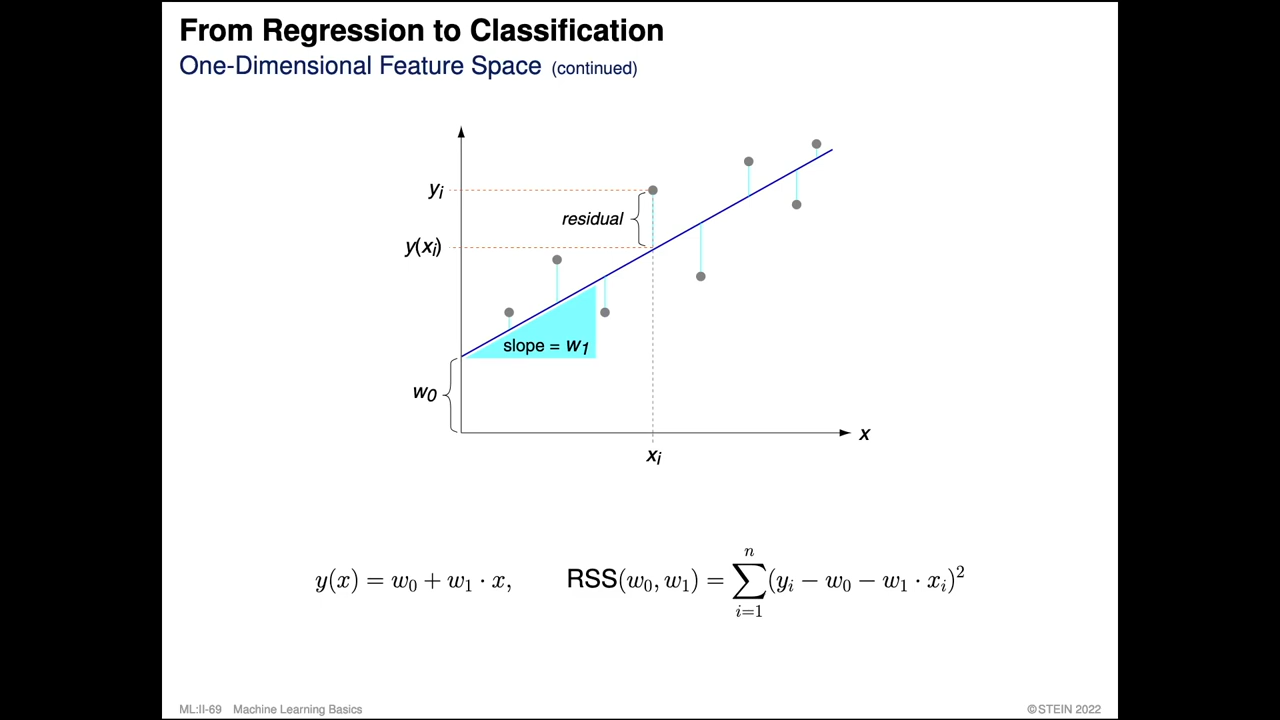 From Regression to Classification
One-Dimensional Feature Space (continued)
yᵢ
residual
y(xᵢ)
slope = w₁
w₀
x
xᵢ
y(x) = w₀ + w₁ · x, RSS(w₀, w₁) = ∑ⁿᵢ₌₁ (yᵢ − w₀ − w₁ · xᵢ)²
ML:II-69 Machine Learning Basics ©STEIN 2022